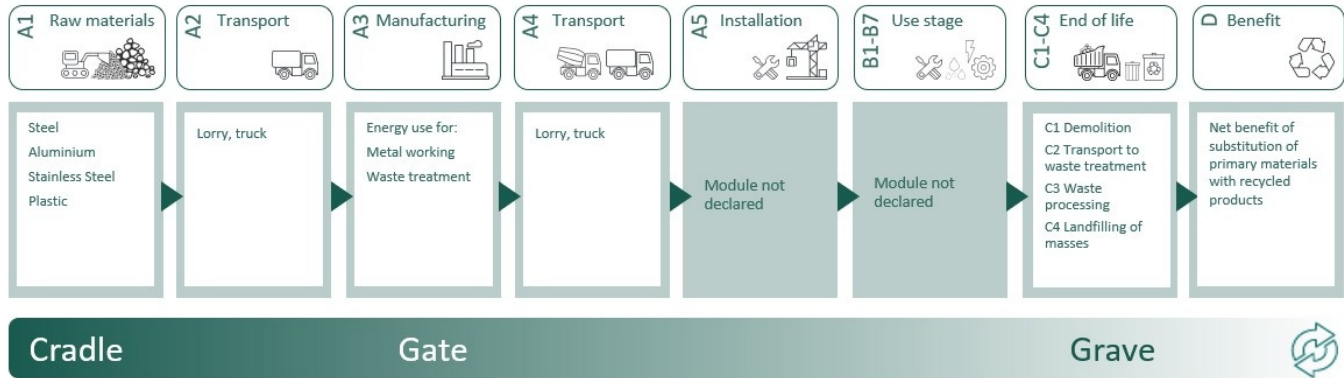 A1 Raw materials
A2 Transport
A3 Manufacturing
A4 Transport
A5 Installation
B1-B7 Use stage
C1-C4 End of life
D Benefit
Steel
Aluminium
Stainless Steel
Plastic
Lorry, truck
Energy use for:
Metal working
Waste treatment
Lorry, truck
Module not
declared
Module not
declared
C1 Demolition
C2 Transport to
waste treatment
C3 Waste
processing
C4 Landfilling of
masses
Net benefit of
substitution of
primary materials
with recycled
products
Cradle
Gate
Grave